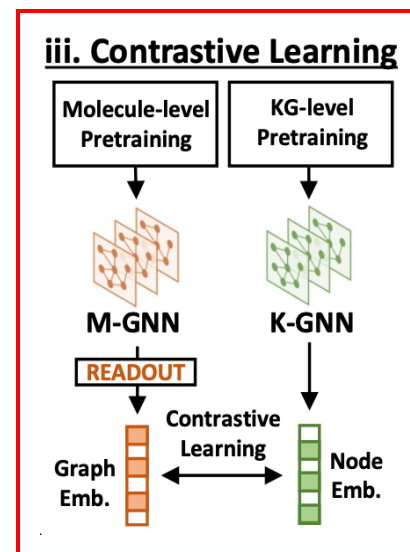 iii. Contrastive Learning
Molecule-level
Pretraining
KG-level
Pretraining
M-GNN
K-GNN
READOUT
Contrastive
Learning
Graph
Emb.
Node
Emb.